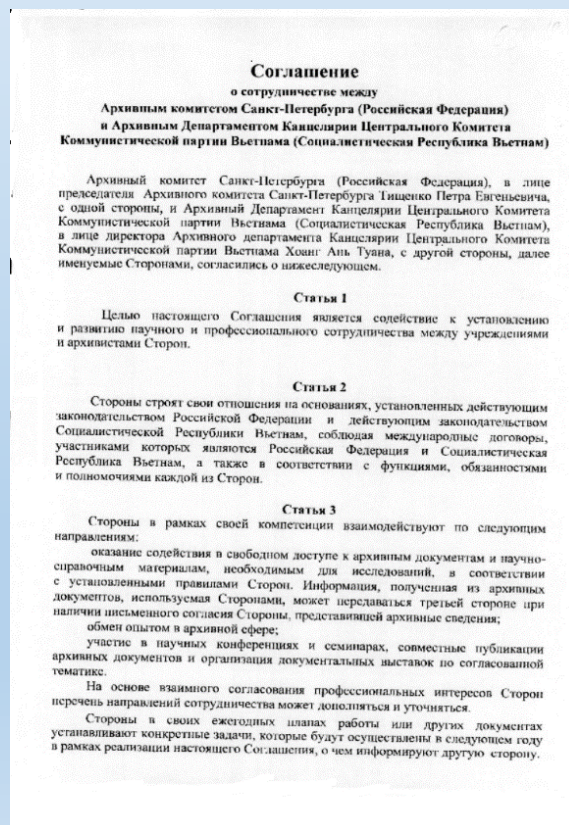 Соглашение
о сотрудничестве между
Архивным комитетом Санкт-Петербурга (Российская Федерация)
и Архивным Департаментом Канцелярии Центрального Комитета
Коммунистической партии Вьетнама (Социалистическая Республика Вьетнам)
Архивный комитет Санкт-Петербурга (Российская Федерация), в лице
председателя Архивного комитета Санкт-Петербурга Тищенко Петра Евгеньевича,
с одной стороны, и Архивный Департамент Канцелярии Центрального Комитета
Коммунистической партии Вьетнама (Социалистическая Республика Вьетнам),
в лице директора Архивного департамента Канцелярии Центрального Комитета
Коммунистической партии Вьетнама Хоанг Ань Туана, с другой стороны, далее
именуемые Сторонами, согласились о нижеследующем.
Статья 1
Целью настоящего Соглашения является содействие к установлению
и развитию научного и профессионального сотрудничества между учреждениями
и архивистами Сторон.
Статья 2
Стороны строят свои отношения на основаниях, установленных действующим
законодательством Российской Федерации и действующим законодательством
Социалистической Республики Вьетнам, соблюдая международные договоры,
участниками которых являются Российская Федерация и Социалистическая
Республика Вьетнам, а также в соответствии с функциями, обязанностями
и полномочиями каждой из Сторон.
Статья 3
Стороны в рамках своей компетенции взаимодействуют по следующим
направлениям:
оказание содействия в свободном доступе к архивным документам и научно-
справочным материалам, необходимым для исследований, в соответствии
с установленными правилами Сторон. Информация, полученная из архивных
документов, используемая Сторонами, может передаваться третьей стороне при
наличии письменного согласия Стороны, представившей архивные сведения;
обмен опытом в архивной сфере;
участие в научных конференциях и семинарах, совместные публикации
архивных документов и организация документальных выставок по согласованной
тематике.
На основе взаимного согласования профессиональных интересов Сторон
перечень направлений сотрудничества может дополняться и уточняться.
Стороны в своих ежегодных планах работы или других документах
устанавливают конкретные задачи, которые будут осуществлены в следующем году
в рамках реализации настоящего Соглашения, о чем информируют другую сторону.